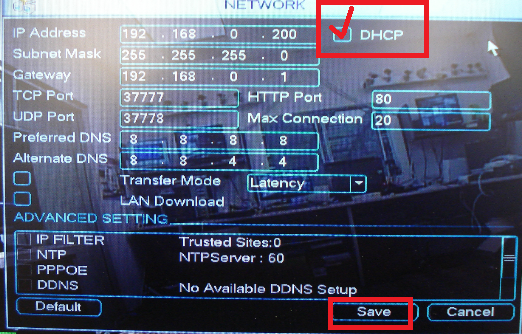 NETWORK
IP Address 192 . 168 . 0 . 200 DHCP
Subnet Mask 255 . 255 . 255 . 0
Gateway 192 . 168 . 0 . 1
TCP Port 37777 HTTP Port 80
UDP Port 37778 Max Connection 20
Preferred DNS 8 . 8 . 8 . 8
Alternate DNS 8 . 8 . 4 . 4
Transfer Mode Latency
LAN Download
ADVANCED SETTING
IP FILTER Trusted Sites:0
NTP NTPServer : 60
PPPOE
DDNS No Available DDNS Setup
Default Save Cancel